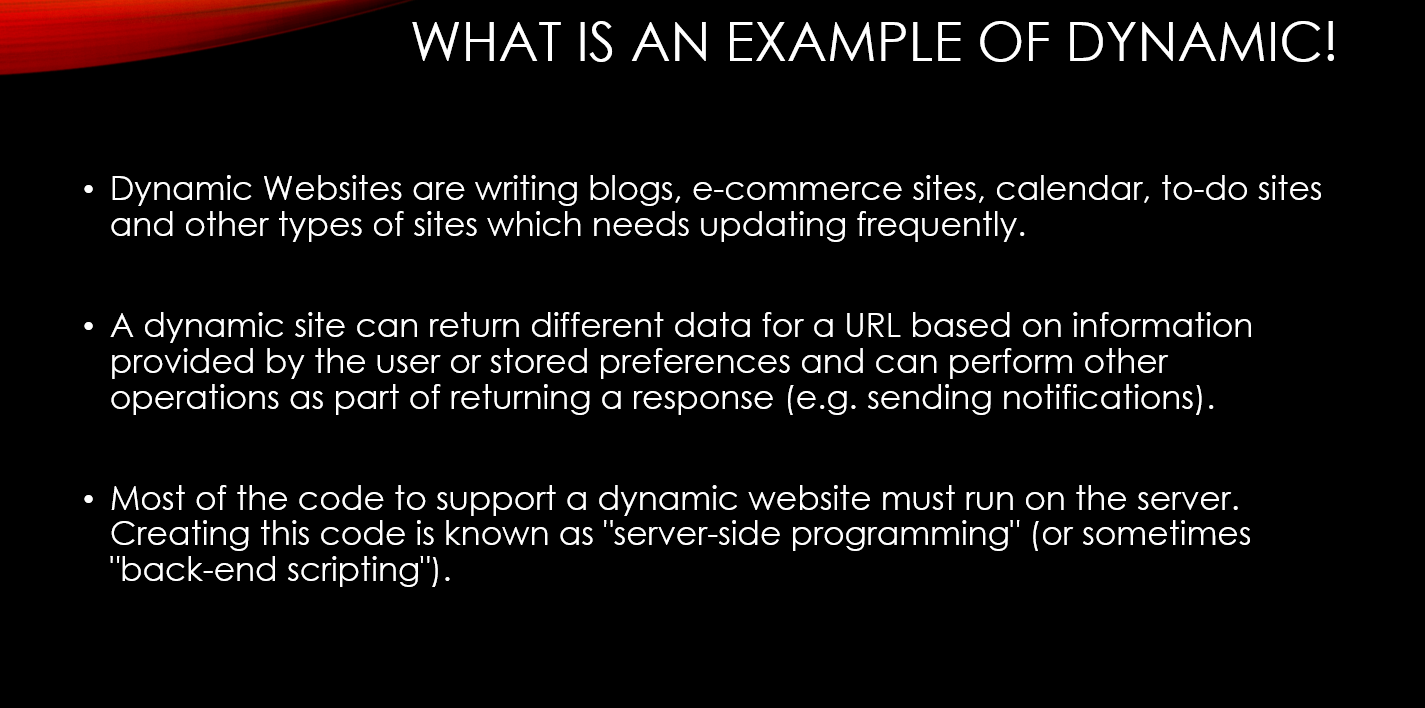 WHAT IS AN EXAMPLE OF DYNAMIC!
• Dynamic Websites are writing blogs, e-commerce sites, calendar, to-do sites
and other types of sites which needs updating frequently.
• A dynamic site can return different data for a URL based on information
provided by the user or stored preferences and can perform other
operations as part of returning a response (e.g. sending notifications).
• Most of the code to support a dynamic website must run on the server.
Creating this code is known as "server-side programming" (or sometimes
"back-end scripting").